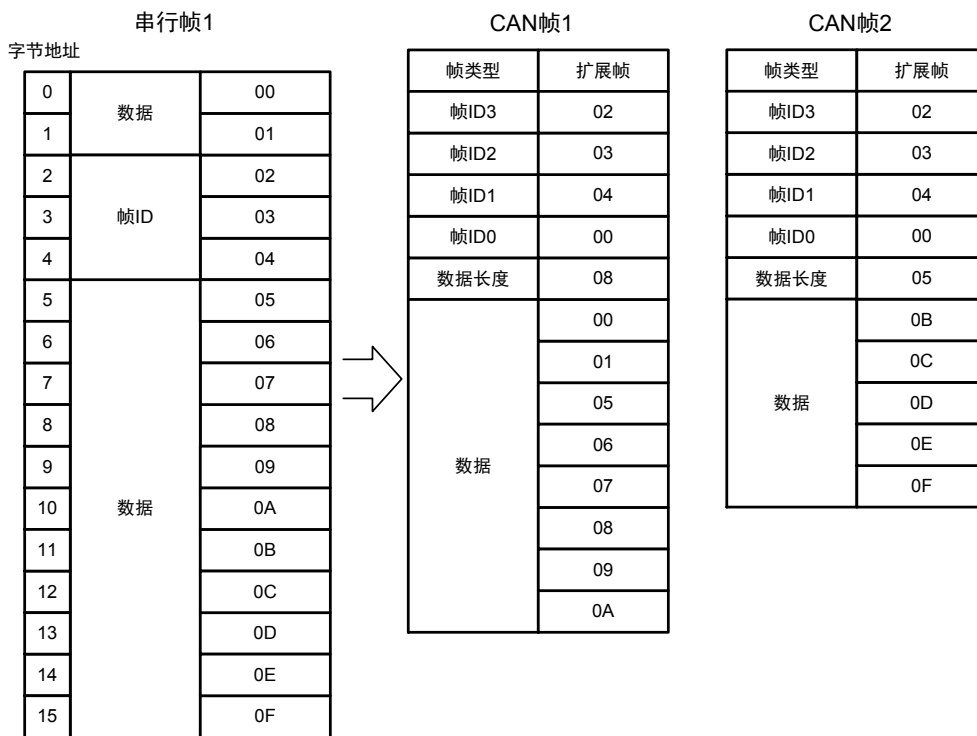 串行帧1
字节地址
0 数据 00
1 01
2 帧ID 02
3 03
4 04
5 数据 05
6 06
7 07
8 08
9 09
10 0A
11 0B
12 0C
13 0D
14 0E
15 0F
CAN帧1
帧类型 扩展帧
帧ID3 02
帧ID2 03
帧ID1 04
帧ID0 00
数据长度 08
数据 00
01
05
06
07
08
09
0A
CAN帧2
帧类型 扩展帧
帧ID3 02
帧ID2 03
帧ID1 04
帧ID0 00
数据长度 05
数据 0B
0C
0D
0E
0F